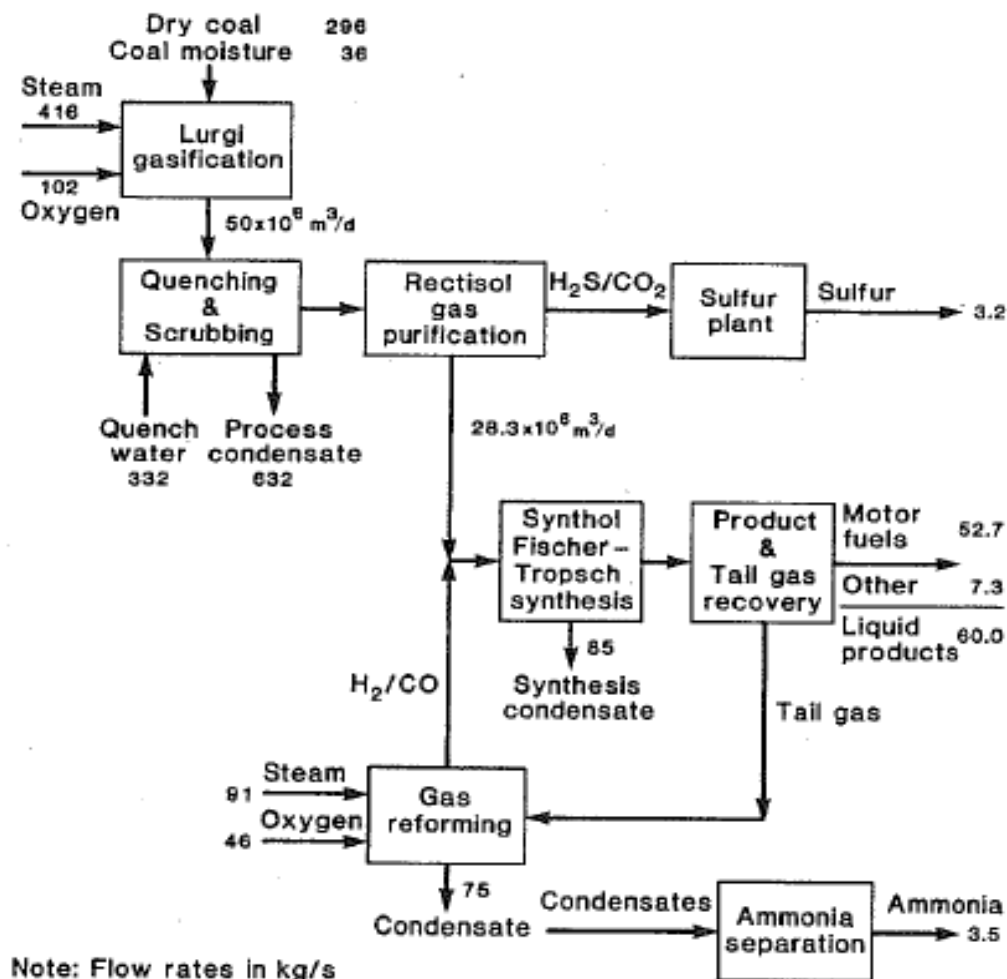 Dry coal 296
Coal moisture 36
Steam
416
Lurgi
gasification
102
Oxygen
50x10⁶ m³/d
Quenching
&
Scrubbing
Rectisol
gas
purification
H₂S/CO₂
Sulfur
plant
Sulfur
3.2
Quench
water
332
Process
condensate
632
28.3x10⁶ m³/d
Synthol
Fischer–
Tropsch
synthesis
Product
&
Tail gas
recovery
Motor
fuels 52.7
Other 7.3
Liquid
products 60.0
85
Synthesis
condensate
H₂/CO
Tail gas
Steam
91
Oxygen
46
Gas
reforming
75
Condensate
Condensates
Ammonia
separation
Ammonia
3.5
Note: Flow rates in kg/s